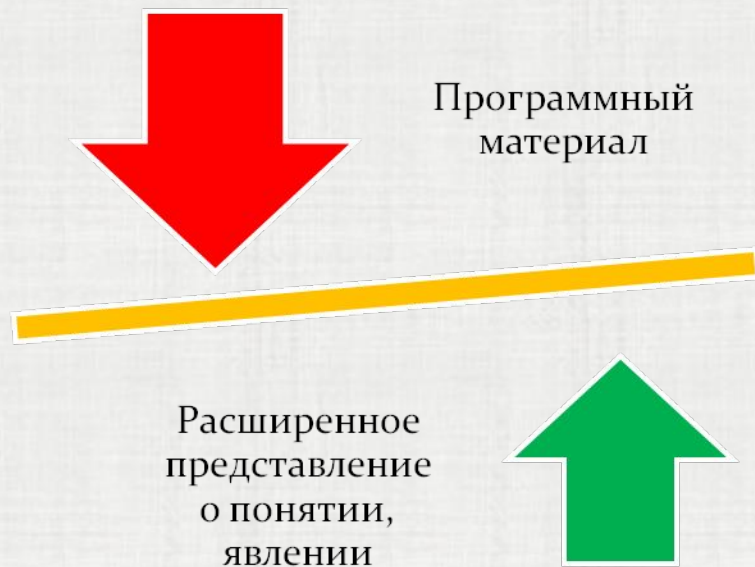 Программный
материал
Расширенное
представление
о понятии,
явлении